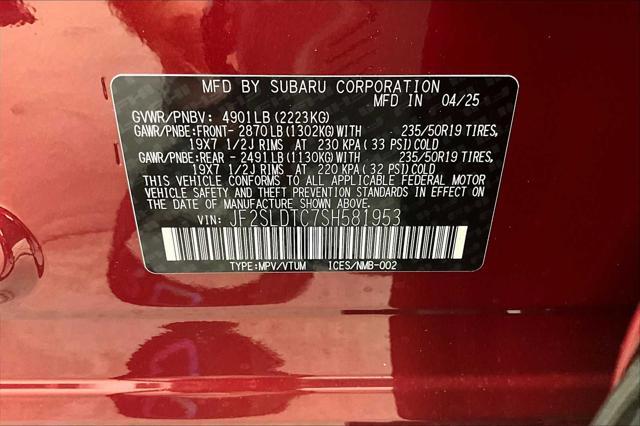 MFD BY SUBARU CORPORATION
MFD IN 04/25
GVWR/PNBV: 4901LB (2223KG)
GAWR/PNBE: FRONT- 2870 LB (1302KG) WITH 235/50R19 TIRES,
19X7 1/2J RIMS AT 230 KPA (33 PSI) COLD
GAWR/PNBE: REAR - 2491 LB (1130KG) WITH 235/50R19 TIRES,
19X7 1/2J RIMS AT 220 KPA (32 PSI) COLD
THIS VEHICLE CONFORMS TO ALL APPLICABLE FEDERAL MOTOR
VEHICLE SAFETY AND THEFT PREVENTION STANDARDS IN EFFECT ON
THE DATE OF MANUFACTURE SHOWN ABOVE.
VIN: JF2SLDTC7SH581953
TYPE:MPV/VTUM ICES/NMB-002